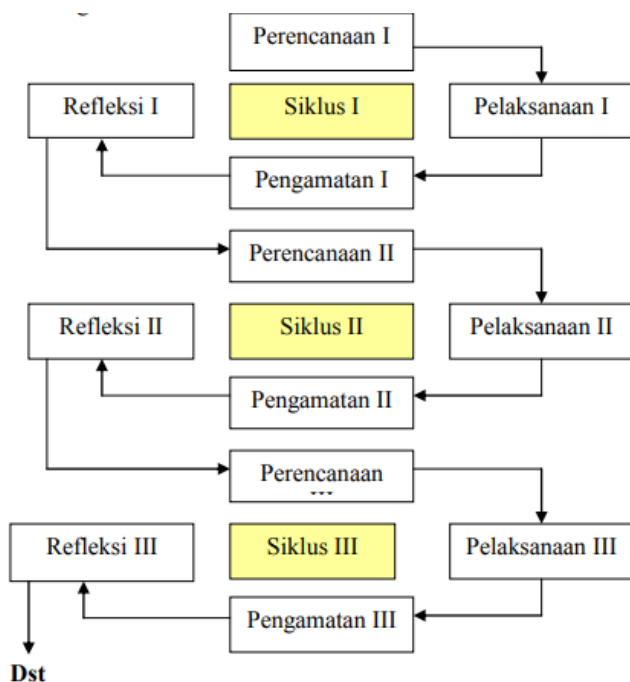 Perencanaan I
Refleksi I
Siklus I
Pelaksanaan I
Pengamatan I
Perencanaan II
Refleksi II
Siklus II
Pelaksanaan II
Pengamatan II
Perencanaan
Refleksi III
Siklus III
Pelaksanaan III
Pengamatan III
Dst